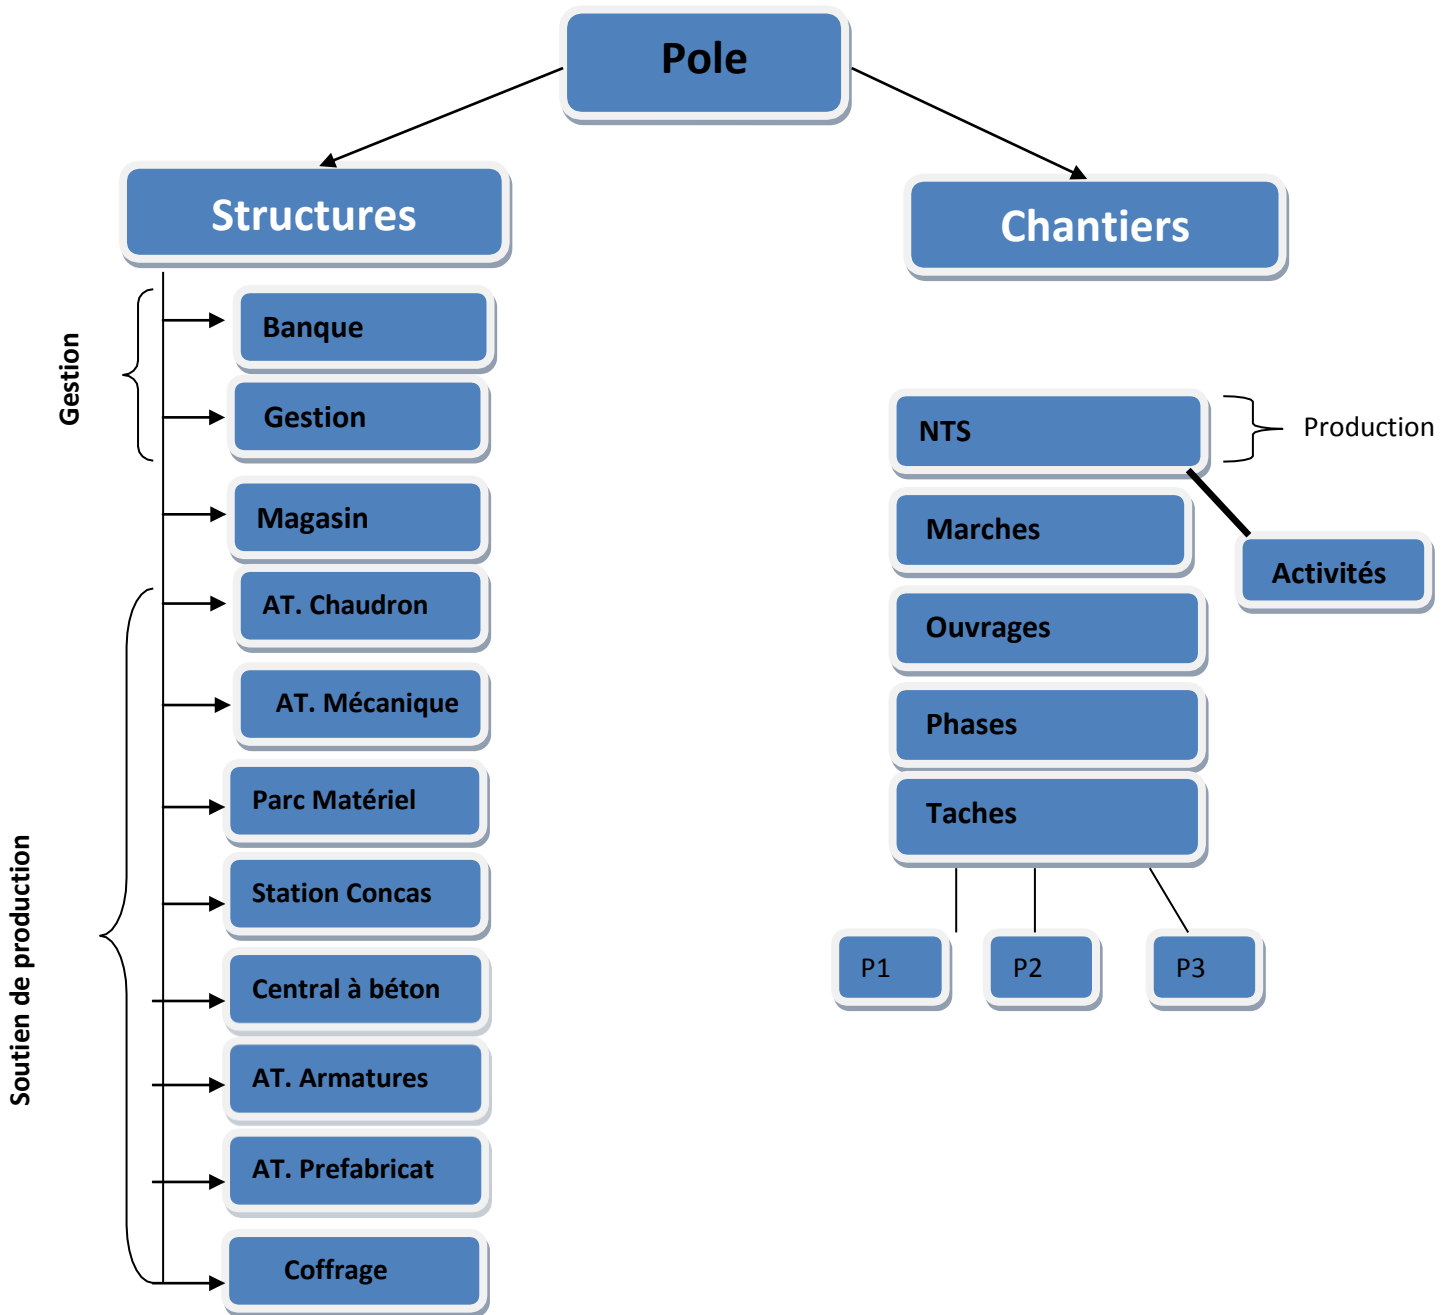 Pole
Structures
Chantiers
Gestion
Banque
Gestion
Magasin
Soutien de production
AT. Chaudron
AT. Mécanique
Parc Matériel
Station Concas
Central à béton
AT. Armatures
AT. Prefabricat
Coffrage
NTS
Production
Marches
Activités
Ouvrages
Phases
Taches
P1
P2
P3